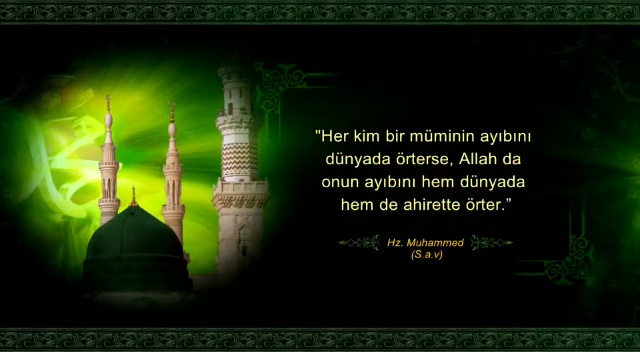 "Her kim bir müminin ayıbını
dünyada örterse, Allah da
onun ayıbını hem dünyada
hem de ahirette örter.”
Hz. Muhammed
(S.a.v)